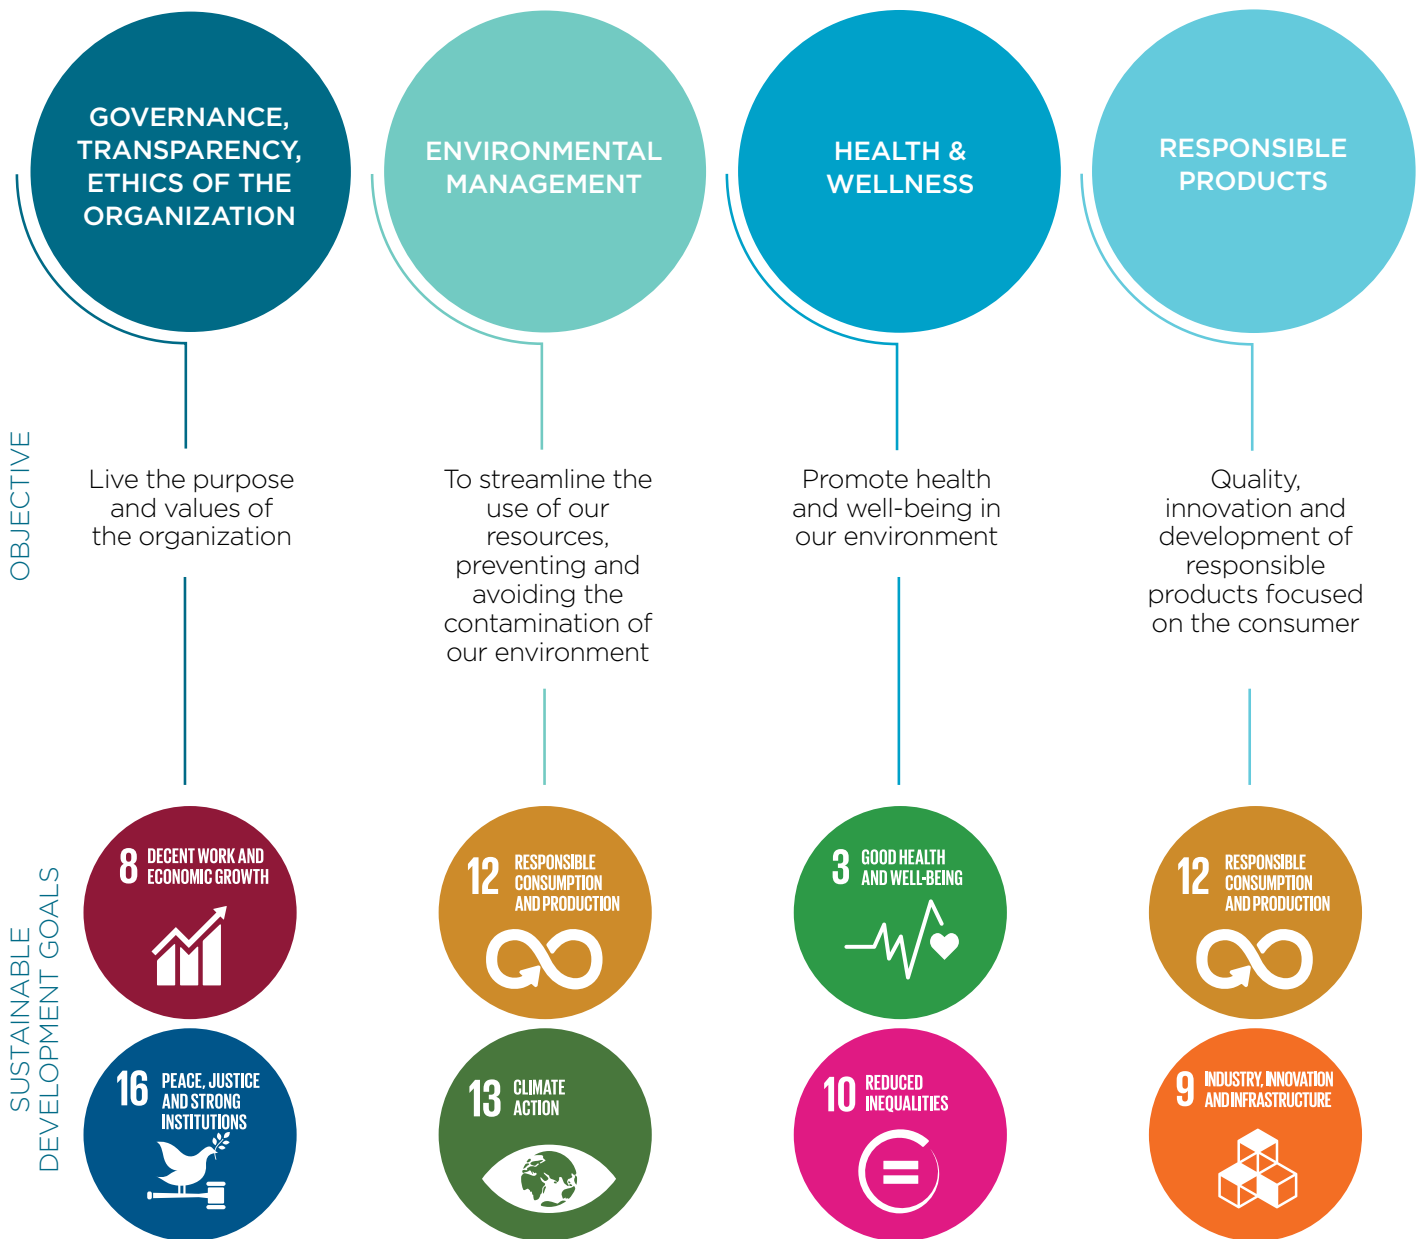 GOVERNANCE,
TRANSPARENCY,
ETHICS OF THE
ORGANIZATION
ENVIRONMENTAL
MANAGEMENT
HEALTH &
WELLNESS
RESPONSIBLE
PRODUCTS
OBJECTIVE
Live the purpose
and values of
the organization
To streamline the
use of our
resources,
preventing and
avoiding the
contamination of
our environment
Promote health
and well-being in
our environment
Quality,
innovation and
development of
responsible
products focused
on the consumer
SUSTAINABLE
DEVELOPMENT GOALS
8 DECENT WORK AND
ECONOMIC GROWTH
12 RESPONSIBLE
CONSUMPTION
AND PRODUCTION
3 GOOD HEALTH
AND WELL-BEING
12 RESPONSIBLE
CONSUMPTION
AND PRODUCTION
16 PEACE, JUSTICE
AND STRONG
INSTITUTIONS
13 CLIMATE
ACTION
10 REDUCED
INEQUALITIES
9 INDUSTRY, INNOVATION
AND INFRASTRUCTURE